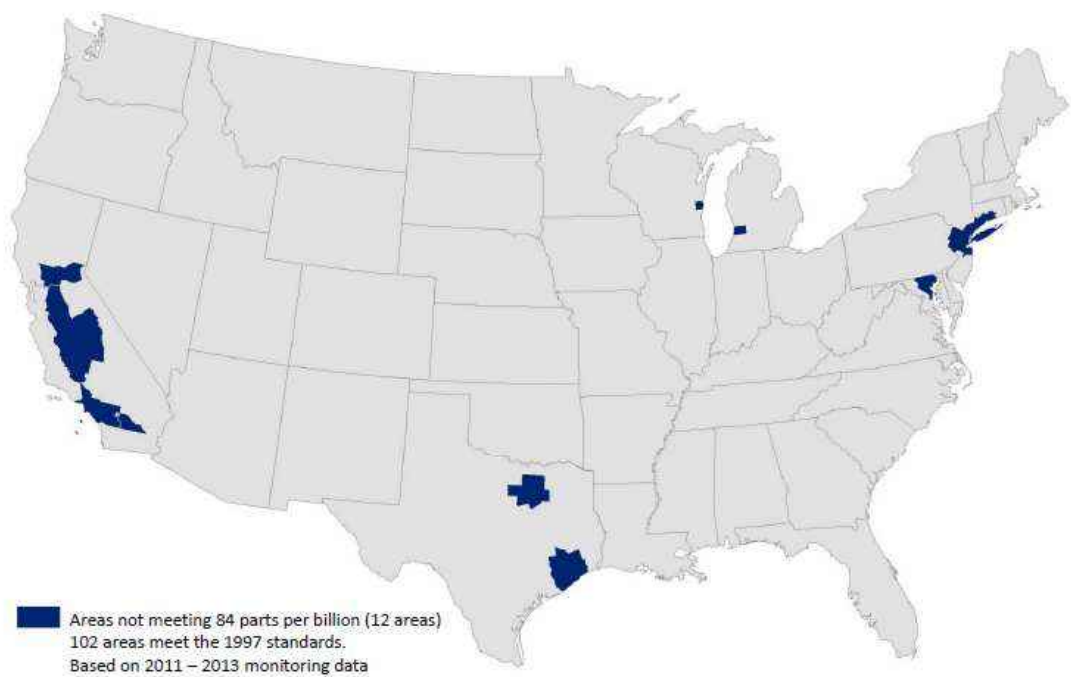 Areas not meeting 84 parts per billion (12 areas)
102 areas meet the 1997 standards.
Based on 2011 – 2013 monitoring data